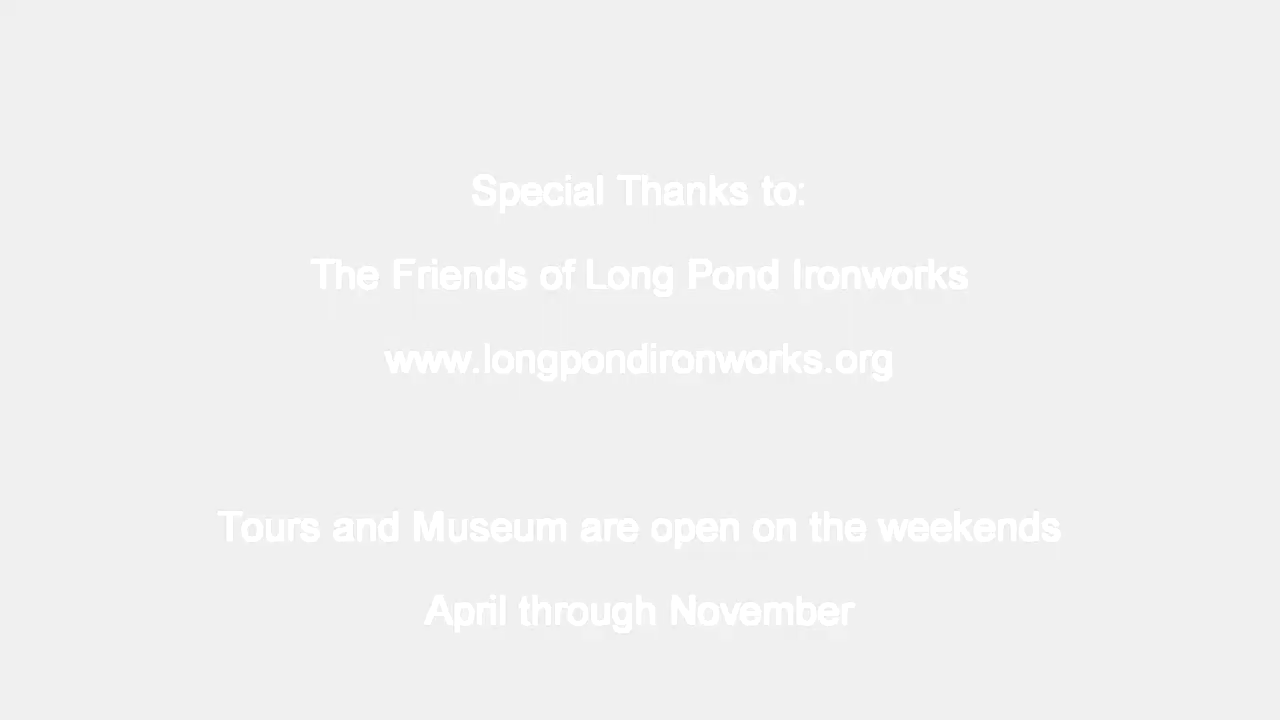 Special Thanks to:
The Friends of Long Pond Ironworks
www.longpondironworks.org
Tours and Museum are open on the weekends
April through November